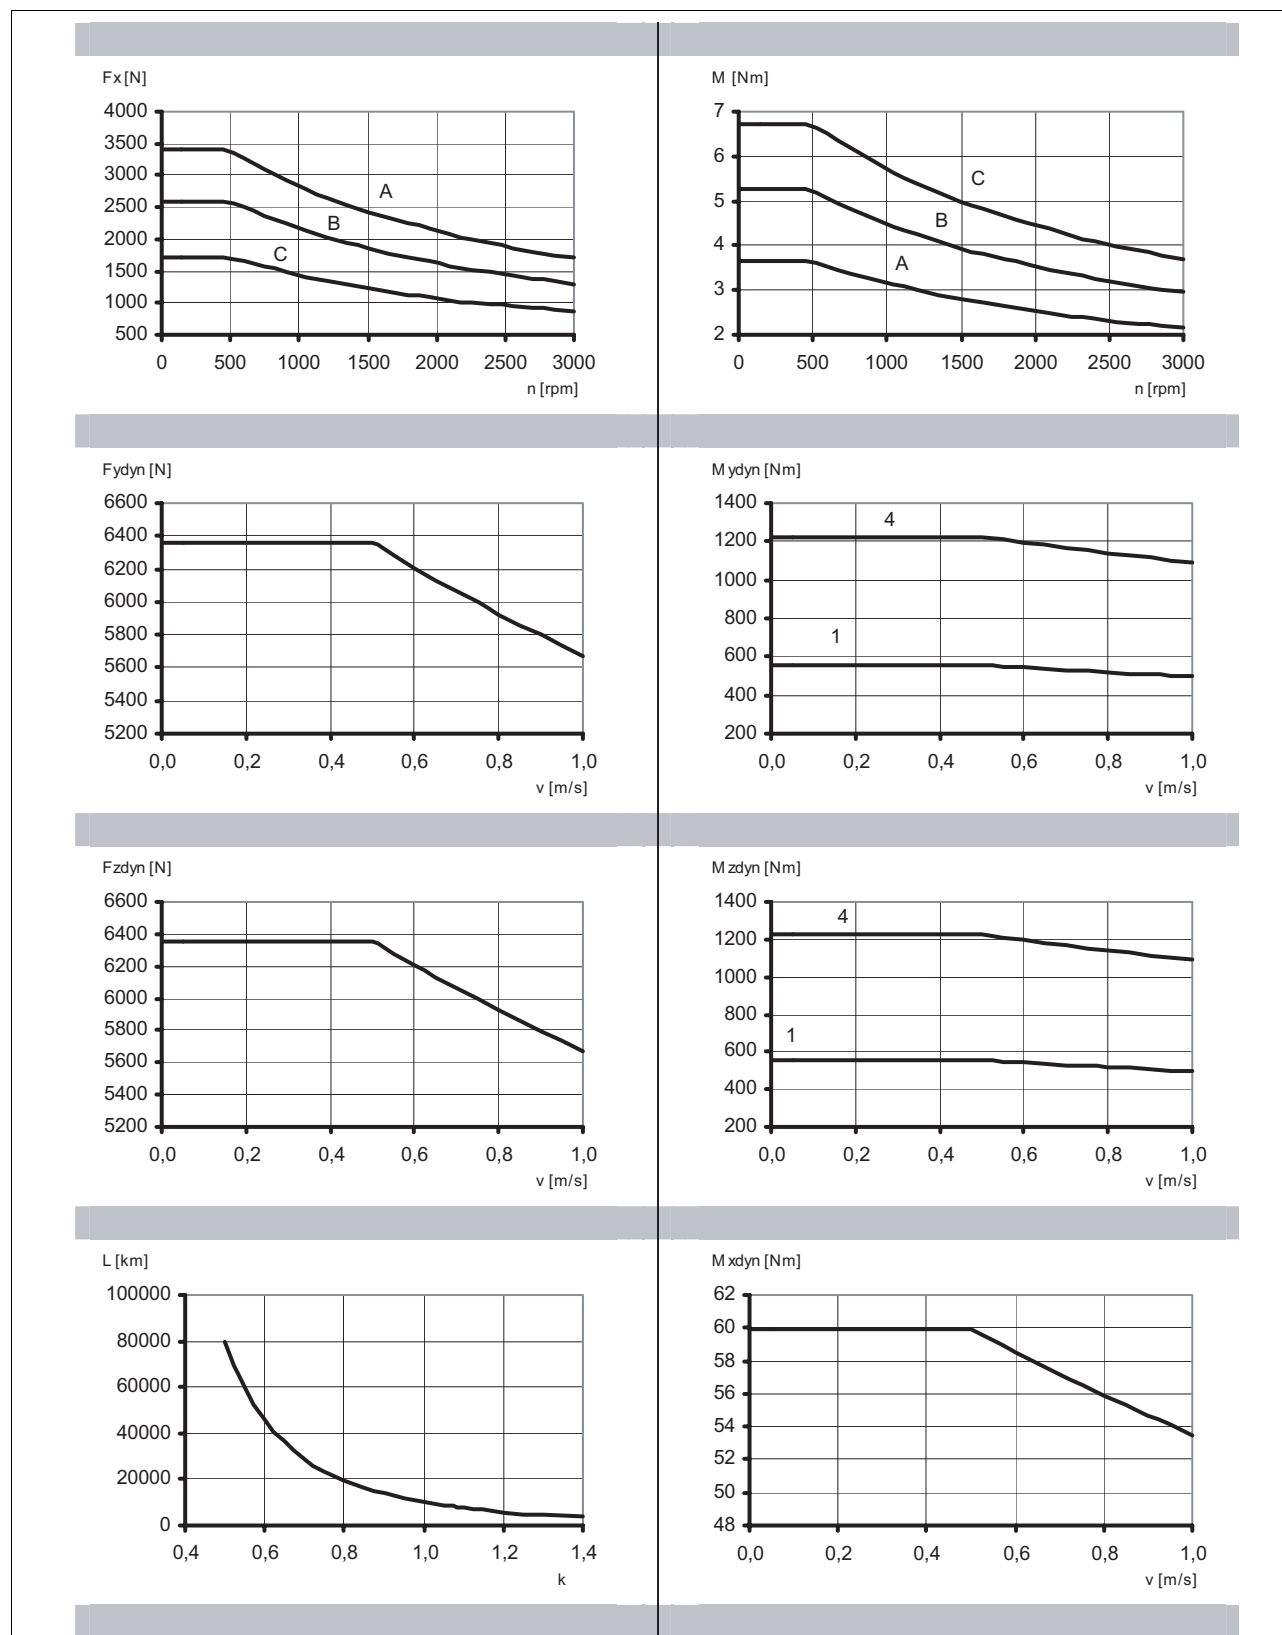 Fx [N]
4000
3500
3000
2500
2000
1500
1000
500
A
B
C
0 500 1000 1500 2000 2500 3000
n [rpm]
M [Nm]
7
6
5
4
3
2
C
B
A
0 500 1000 1500 2000 2500 3000
n [rpm]
Fydyn [N]
6600
6400
6200
6000
5800
5600
5400
5200
0,0 0,2 0,4 0,6 0,8 1,0
v [m/s]
Mydyn [Nm]
1400
1200
1000
800
600
400
200
4
1
0,0 0,2 0,4 0,6 0,8 1,0
v [m/s]
Fzdyn [N]
6600
6400
6200
6000
5800
5600
5400
5200
0,0 0,2 0,4 0,6 0,8 1,0
v [m/s]
Mzdyn [Nm]
1400
1200
1000
800
600
400
200
4
1
0,0 0,2 0,4 0,6 0,8 1,0
v [m/s]
L [km]
100000
80000
60000
40000
20000
0
0,4 0,6 0,8 1,0 1,2 1,4
k
Mxdyn [Nm]
62
60
58
56
54
52
50
48
0,0 0,2 0,4 0,6 0,8 1,0
v [m/s]